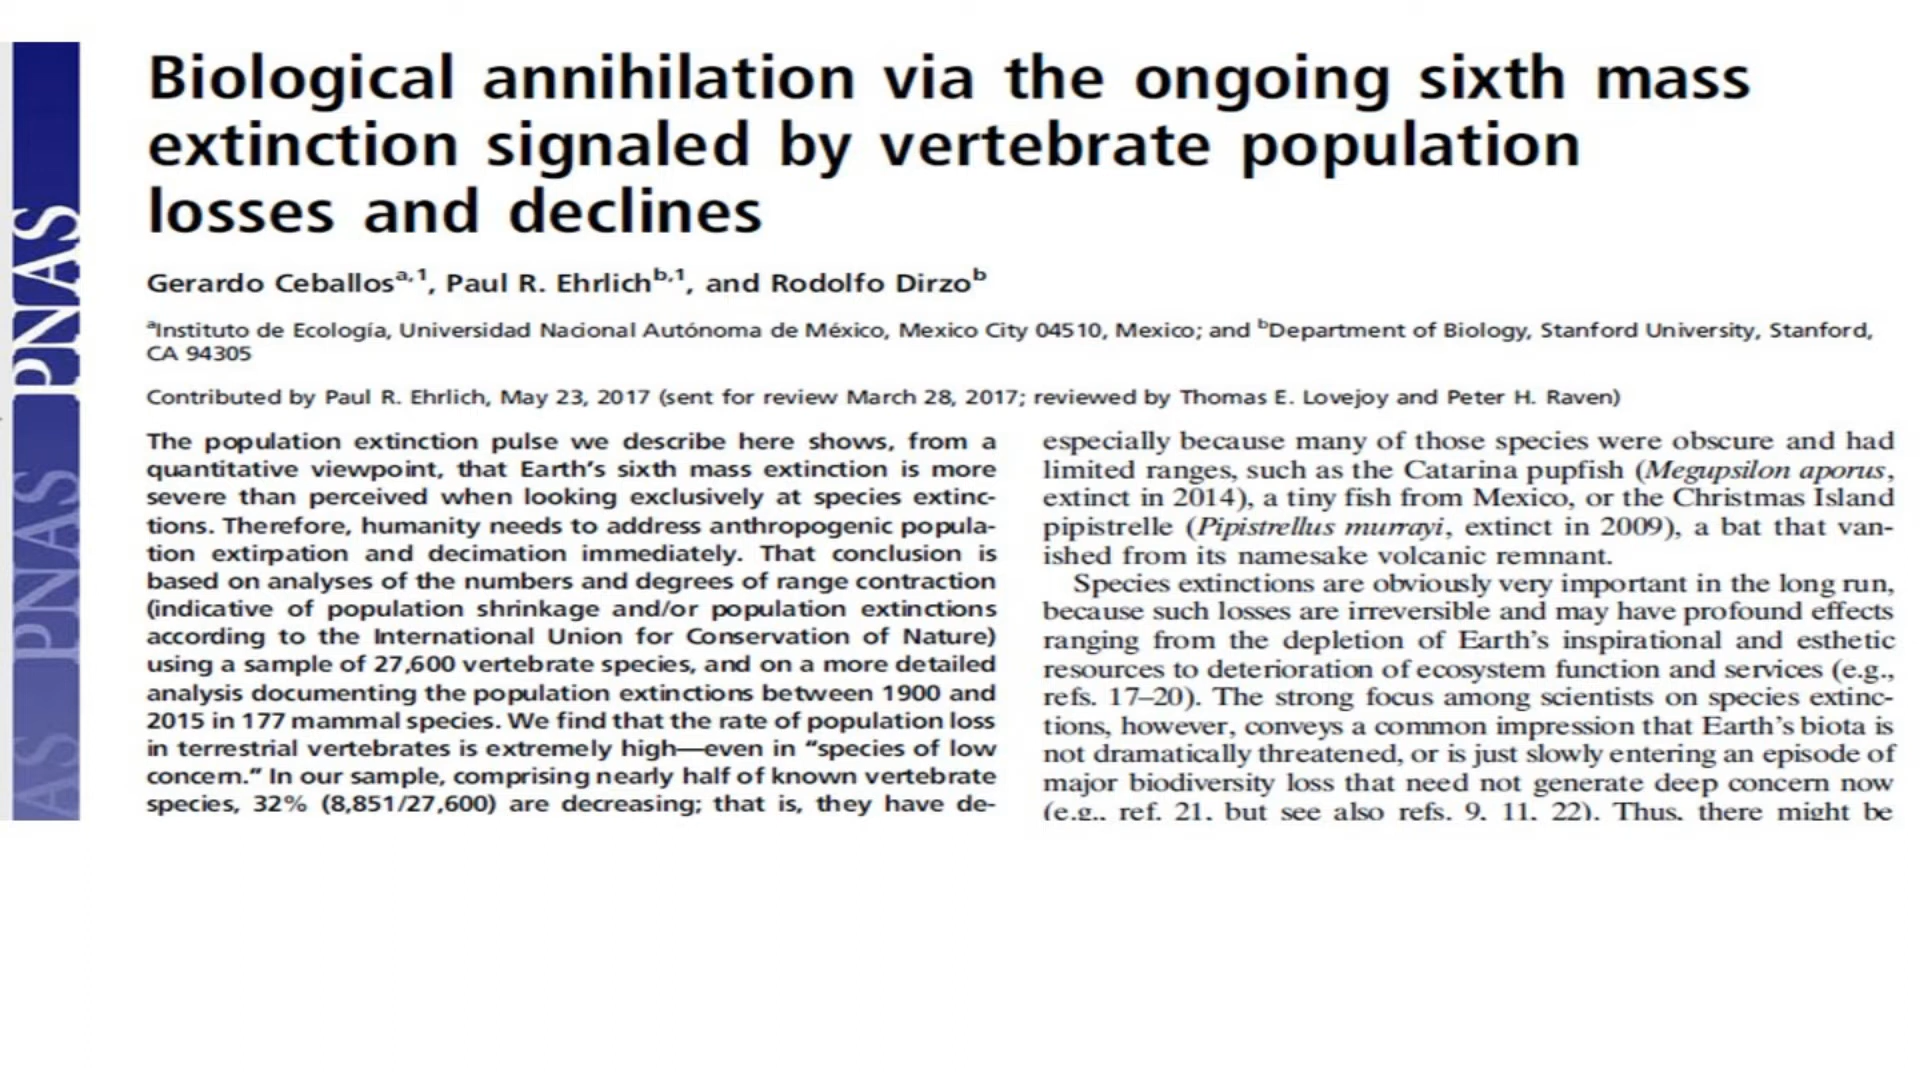 Biological annihilation via the ongoing sixth mass
extinction signaled by vertebrate population
losses and declines
Gerardo Ceballosa,1, Paul R. Ehrlichb,1, and Rodolfo Dirzob
aInstituto de Ecología, Universidad Nacional Autónoma de México, Mexico City 04510, Mexico; and bDepartment of Biology, Stanford University, Stanford,
CA 94305
Contributed by Paul R. Ehrlich, May 23, 2017 (sent for review March 28, 2017; reviewed by Thomas E. Lovejoy and Peter H. Raven)
The population extinction pulse we describe here shows, from a
quantitative viewpoint, that Earth's sixth mass extinction is more
severe than perceived when looking exclusively at species extinc-
tions. Therefore, humanity needs to address anthropogenic popula-
tion extirpation and decimation immediately. That conclusion is
based on analyses of the numbers and degrees of range contraction
(indicative of population shrinkage and/or population extinctions
according to the International Union for Conservation of Nature)
using a sample of 27,600 vertebrate species, and on a more detailed
analysis documenting the population extinctions between 1900 and
2015 in 177 mammal species. We find that the rate of population loss
in terrestrial vertebrates is extremely high—even in “species of low
concern.” In our sample, comprising nearly half of known vertebrate
species, 32% (8,851/27,600) are decreasing; that is, they have de-
especially because many of those species were obscure and had
limited ranges, such as the Catarina pupfish (Megupsilon aporus,
extinct in 2014), a tiny fish from Mexico, or the Christmas Island
pipistrelle (Pipistrellus murrayi, extinct in 2009), a bat that van-
ished from its namesake volcanic remnant.
Species extinctions are obviously very important in the long run,
because such losses are irreversible and may have profound effects
ranging from the depletion of Earth's inspirational and esthetic
resources to deterioration of ecosystem function and services (e.g.,
refs. 17–20). The strong focus among scientists on species extinc-
tions, however, conveys a common impression that Earth's biota is
not dramatically threatened, or is just slowly entering an episode of
major biodiversity loss that need not generate deep concern now
(e.g., ref. 21, but see also refs. 9, 11, 22). Thus, there might be
PNAS
PNAS
AS